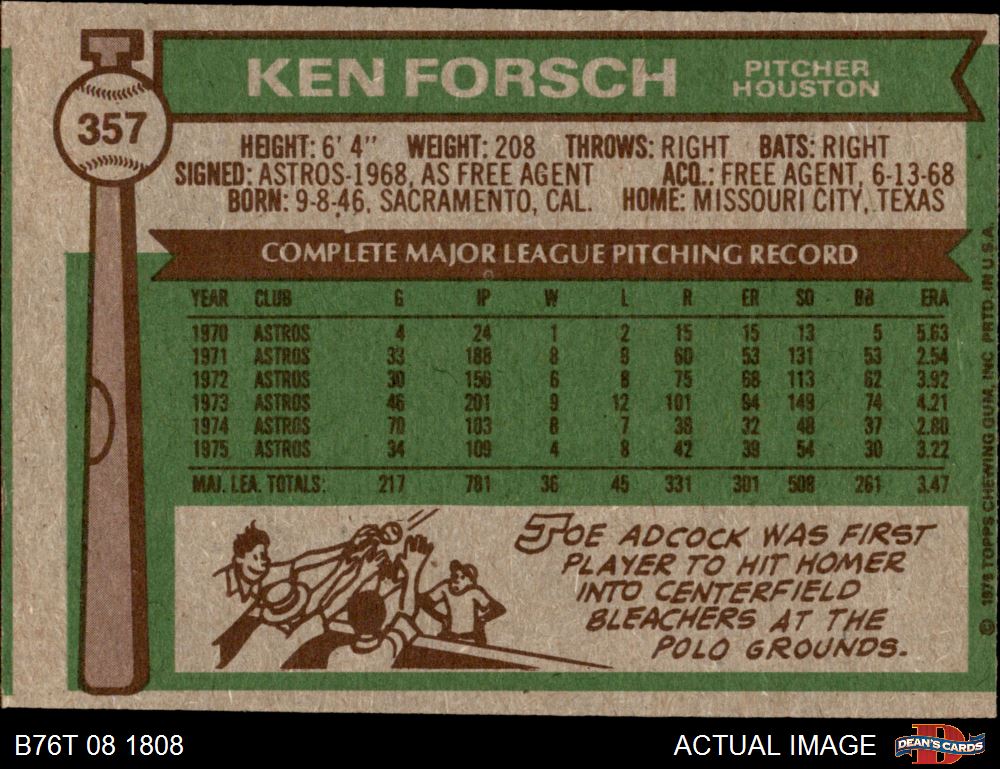 KEN FORSCH
PITCHER
HOUSTON
357
HEIGHT: 6' 4" WEIGHT: 208 THROWS: RIGHT BATS: RIGHT
SIGNED: ASTROS-1968, AS FREE AGENT ACQ.: FREE AGENT, 6-13-68
BORN: 9-8-46, SACRAMENTO, CAL. HOME: MISSOURI CITY, TEXAS
COMPLETE MAJOR LEAGUE PITCHING RECORD
YEAR CLUB G IP W L R ER SO BB ERA
1970 ASTROS 4 24 1 2 15 15 13 5 5.63
1971 ASTROS 33 188 8 8 60 53 131 53 2.54
1972 ASTROS 30 156 6 8 75 68 113 62 3.92
1973 ASTROS 46 201 9 12 101 94 149 74 4.21
1974 ASTROS 70 103 8 7 38 32 48 37 2.80
1975 ASTROS 34 109 4 8 42 39 54 30 3.22
MAJ. LEA. TOTALS: 217 781 36 45 331 301 508 261 3.47
JOE ADCOCK WAS FIRST
PLAYER TO HIT HOMER
INTO CENTERFIELD
BLEACHERS AT THE
POLO GROUNDS.
© 1976 TOPPS CHEWING GUM, INC. PRTD. IN U.S.A.
B76T 08 1808
ACTUAL IMAGE
D
DEAN'S CARDS